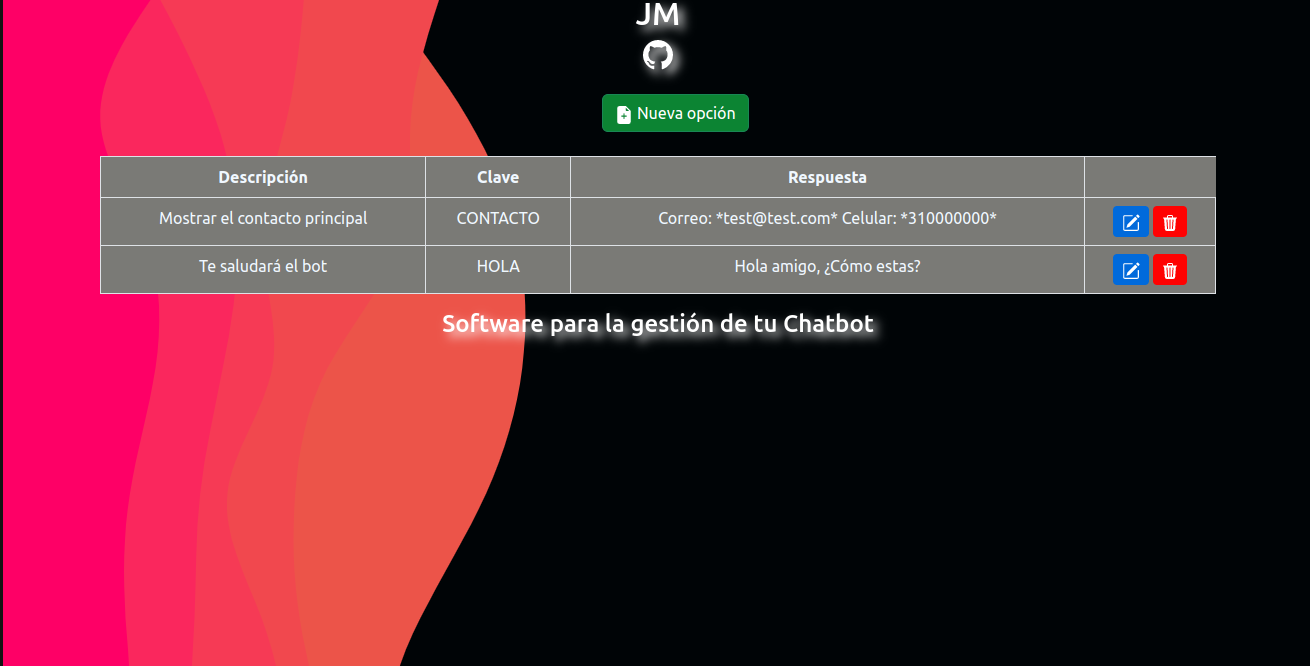 JM
Nueva opción
Descripción Clave Respuesta
Mostrar el contacto principal CONTACTO Correo: *test@test.com* Celular: *310000000*
Te saludará el bot HOLA Hola amigo, ¿Cómo estas?
Software para la gestión de tu Chatbot